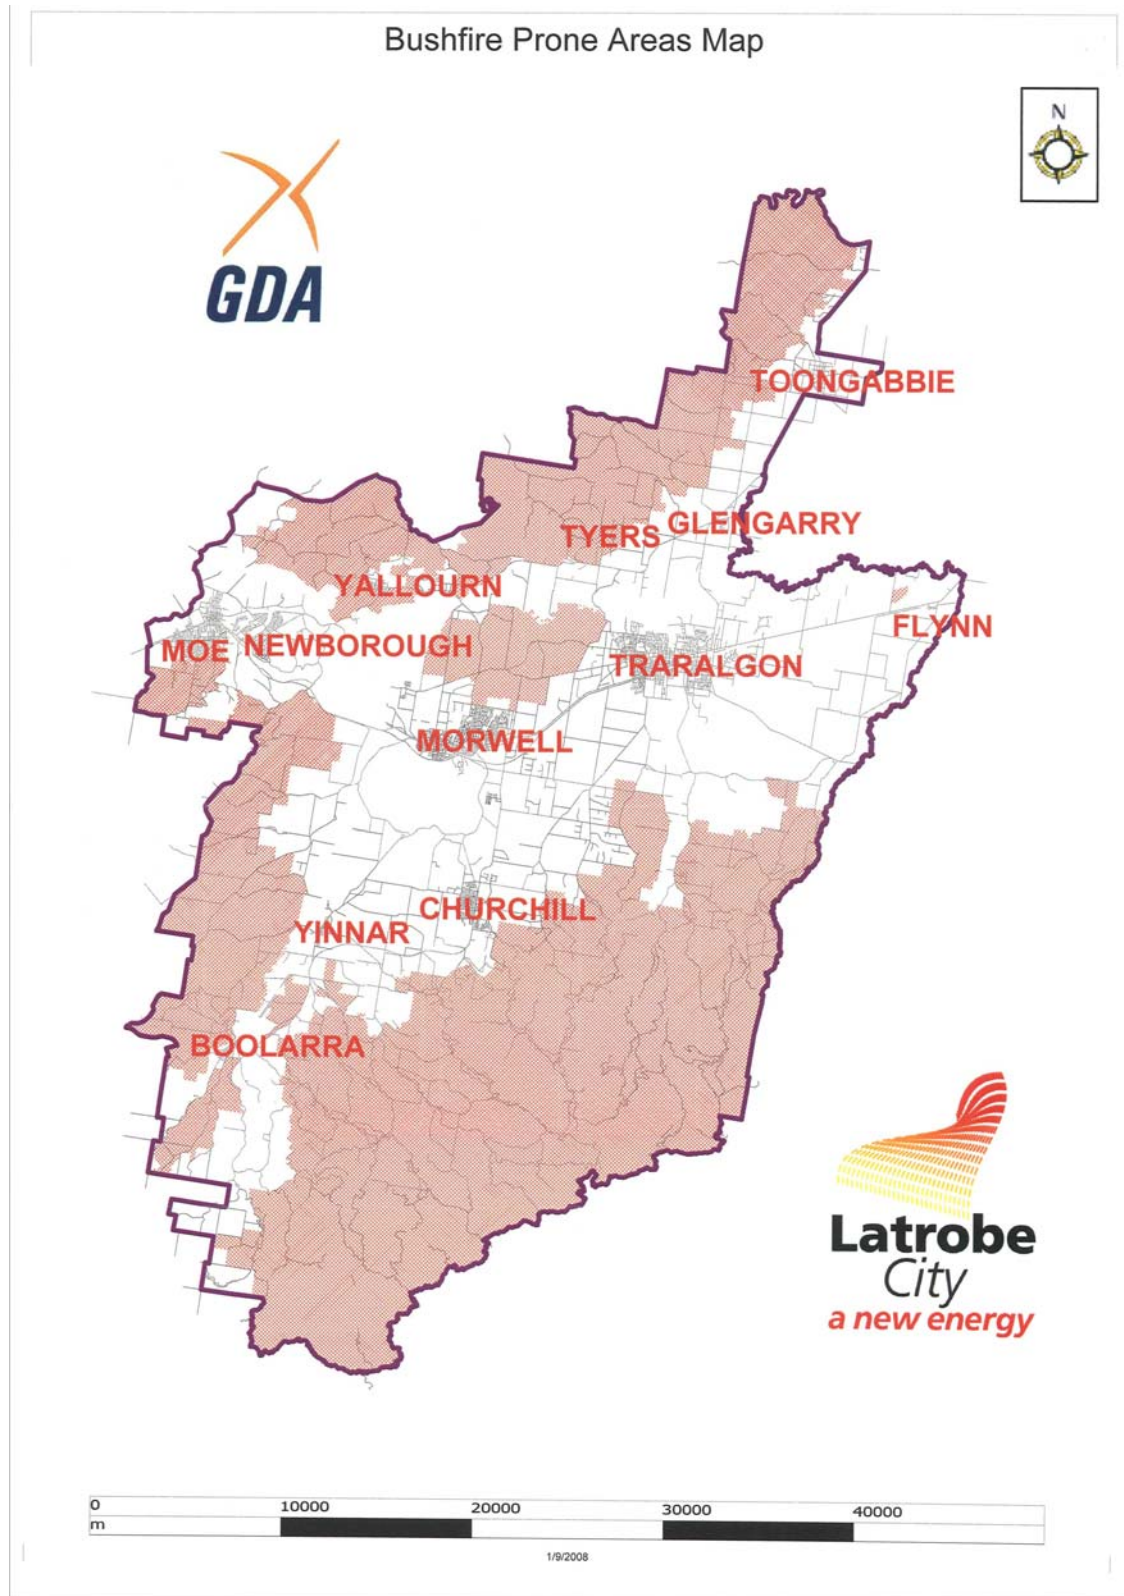 Bushfire Prone Areas Map
N
GDA
TOONGABBIE
TYERS
GLENGARRY
YALLOURN
FLYNN
MOE
NEWBOROUGH
TRARALGON
MORWELL
CHURCHILL
YINNAR
BOOLARRA
Latrobe
City
a new energy
0 10000 20000 30000 40000
m
1/9/2008